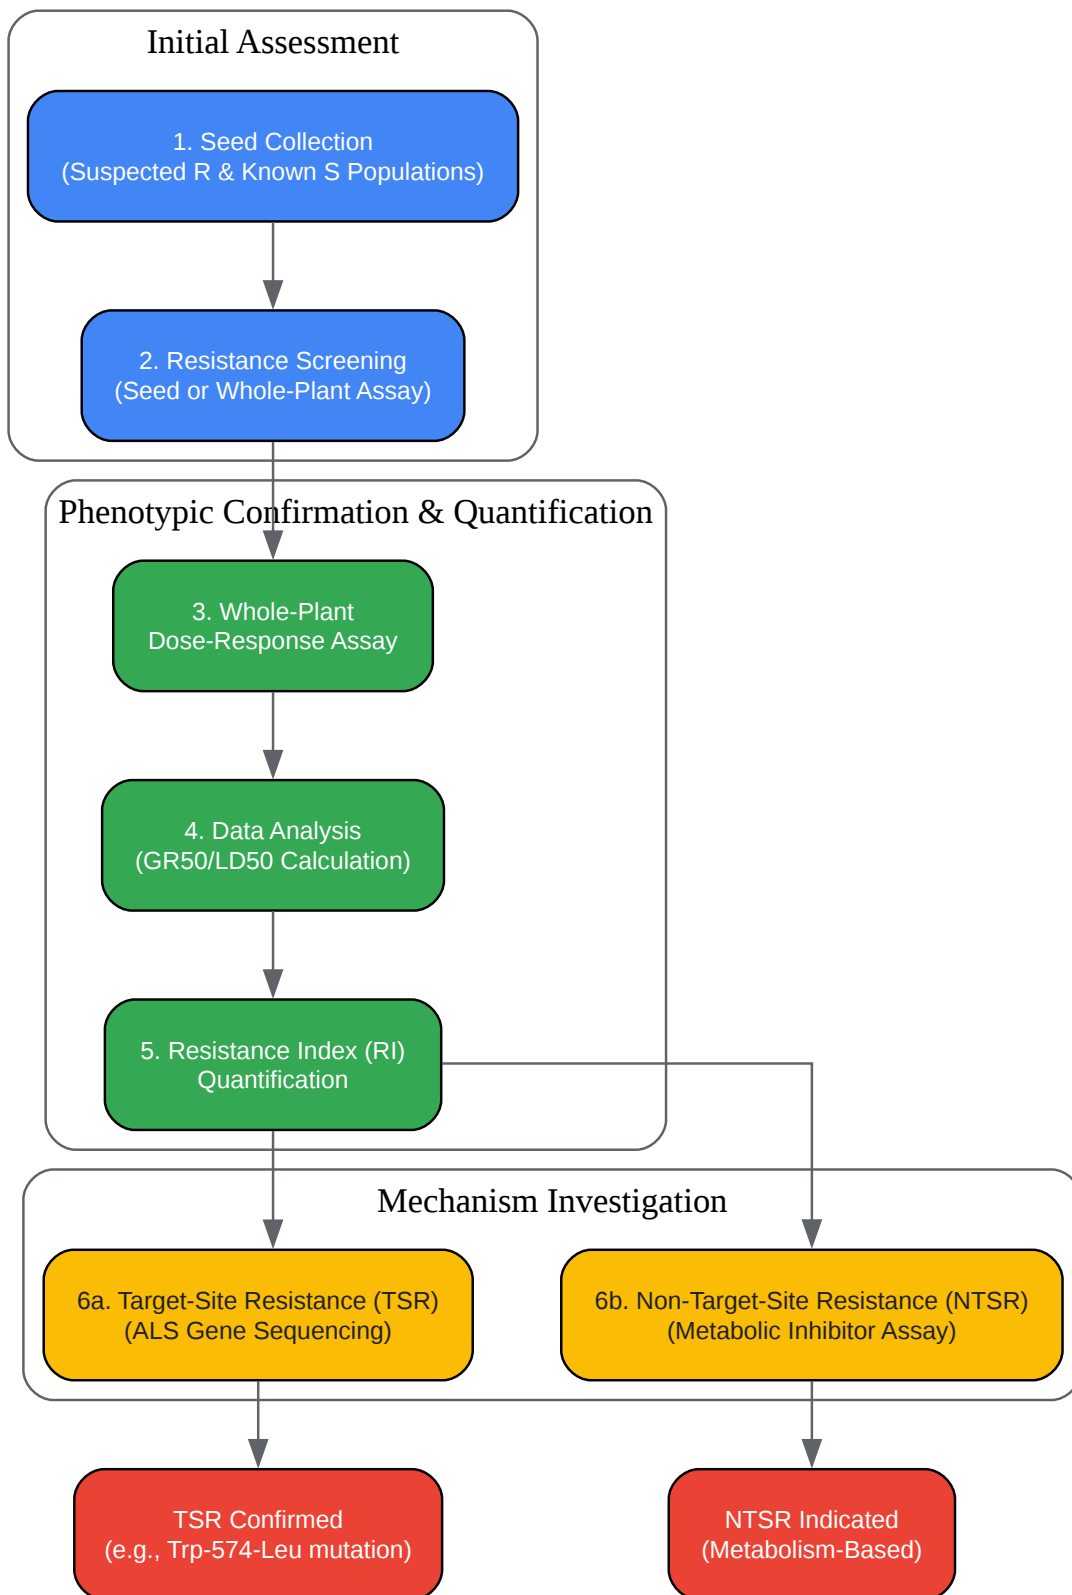 Initial Assessment
1. Seed Collection
(Suspected R & Known S Populations)
2. Resistance Screening
(Seed or Whole-Plant Assay)
Phenotypic Confirmation & Quantification
3. Whole-Plant
Dose-Response Assay
4. Data Analysis
(GR50/LD50 Calculation)
5. Resistance Index (RI)
Quantification
Mechanism Investigation
6a. Target-Site Resistance (TSR)
(ALS Gene Sequencing)
6b. Non-Target-Site Resistance (NTSR)
(Metabolic Inhibitor Assay)
TSR Confirmed
(e.g., Trp-574-Leu mutation)
NTSR Indicated
(Metabolism-Based)